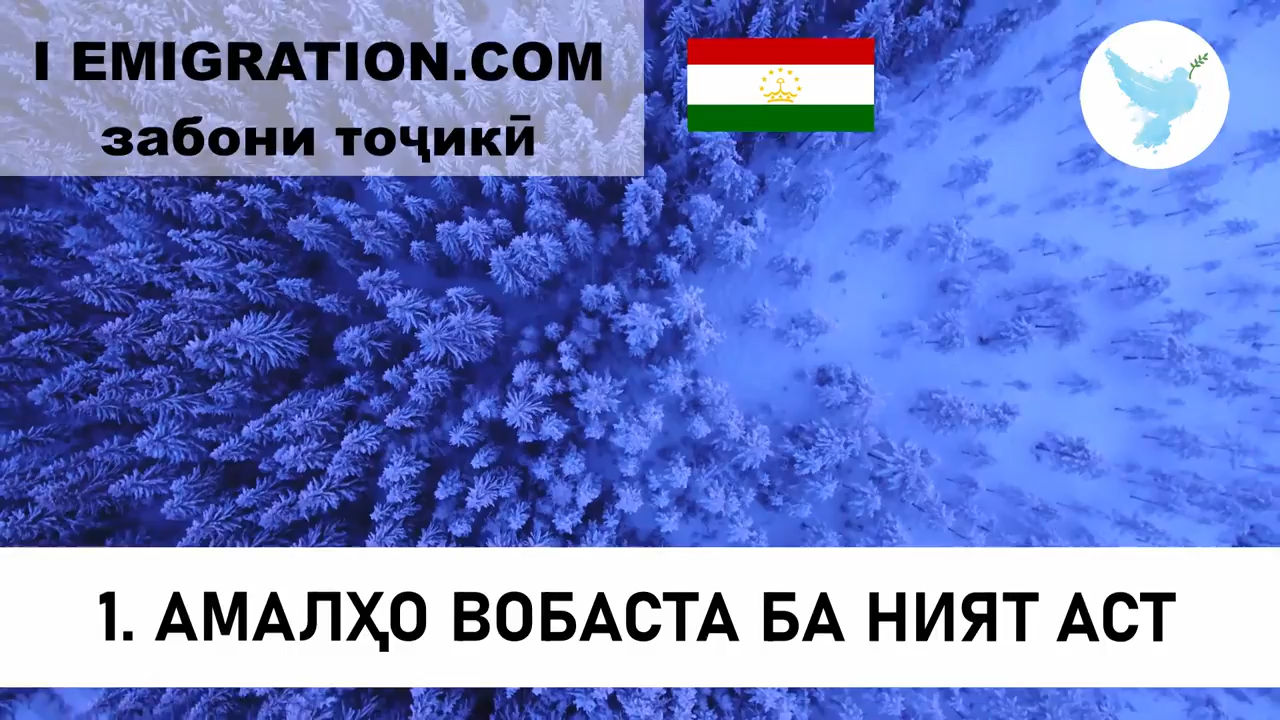 I EMIGRATION.COM
забони тоҷикӣ
1. АМАЛҲО ВОБАСТА БА НИЯТ АСТ